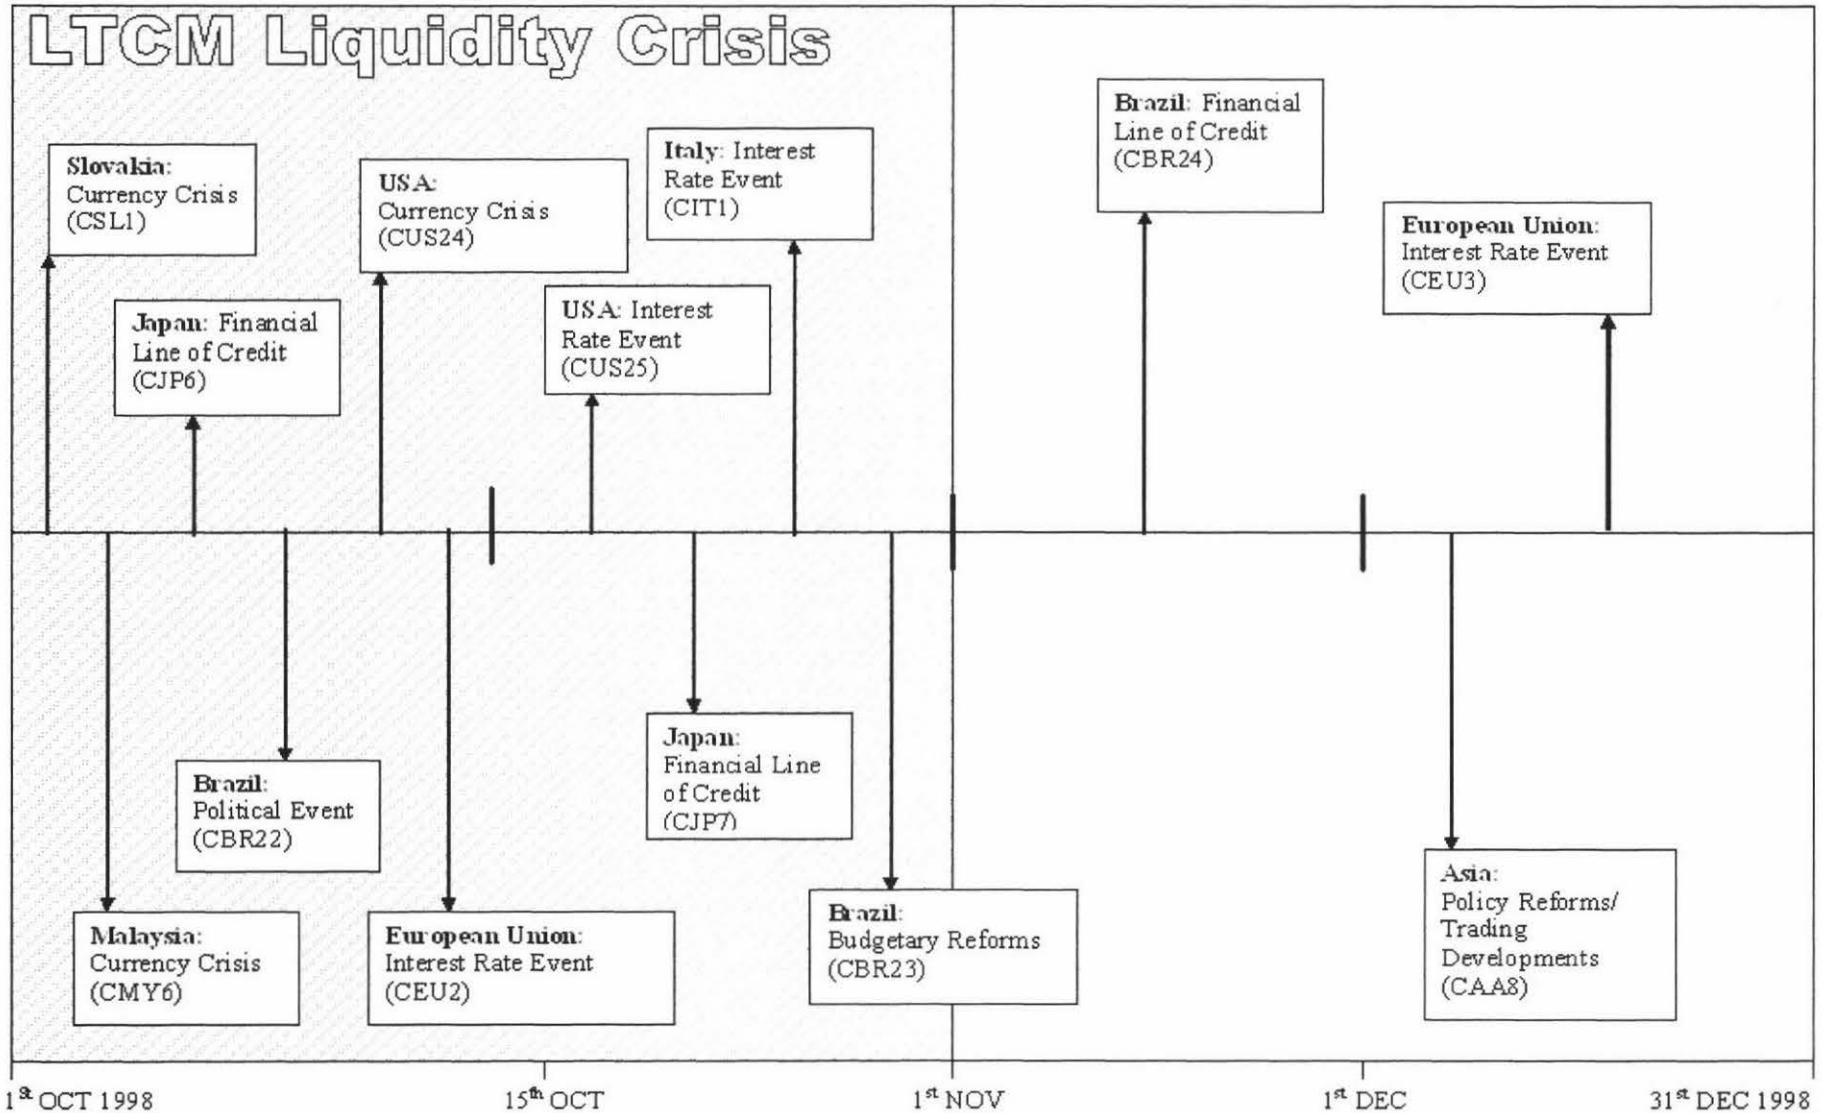 LTCM Liquidity Crisis
Slovakia:
Currency Crisis
(CSL1)
Japan: Financial
Line of Credit
(CJP6)
USA:
Currency Crisis
(CUS24)
USA: Interest
Rate Event
(CUS25)
Italy: Interest
Rate Event
(CIT1)
Brazil: Financial
Line of Credit
(CBR24)
European Union:
Interest Rate Event
(CEU3)
Malaysia:
Currency Crisis
(CMY6)
Brazil:
Political Event
(CBR22)
European Union:
Interest Rate Event
(CEU2)
Japan:
Financial Line
of Credit
(CJP7)
Brazil:
Budgetary Reforms
(CBR23)
Asia:
Policy Reforms/
Trading
Developments
(CAA8)
1st OCT 1998
15th OCT
1st NOV
1st DEC
31st DEC 1998